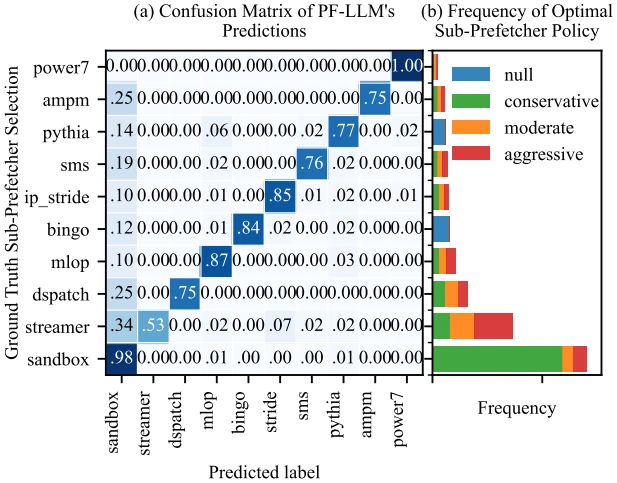 (a) Confusion Matrix of PF-LLM's
Predictions
(b) Frequency of Optimal
Sub-Prefetcher Policy
Ground Truth Sub-Prefetcher Selection
power7 0.00 0.00 0.00 0.00 0.00 0.00 0.00 0.00 0.00 1.00
ampm .25 0.00 0.00 0.00 0.00 0.00 0.00 0.00 .75 0.00
pythia .14 0.00 0.00 .06 0.00 0.00 .02 .77 0.00 .02
sms .19 0.00 0.00 .02 0.00 0.00 .76 .02 0.00 0.00
ip_stride .10 0.00 0.00 .01 0.00 .85 .01 .02 0.00 .01
bingo .12 0.00 0.00 .01 .84 .02 0.00 .02 0.00 0.00
mlop .10 0.00 0.00 .87 0.00 0.00 0.00 .03 0.00 0.00
dspatch .25 0.00 .75 0.00 0.00 0.00 0.00 0.00 0.00 0.00
streamer .34 .53 0.00 .02 0.00 .07 .02 .02 0.00 0.00
sandbox .98 0.00 0.00 .01 .00 .00 .00 .01 0.00 0.00
sandbox
streamer
dspatch
mlop
bingo
stride
sms
pythia
ampm
power7
Predicted label
null
conservative
moderate
aggressive
Frequency